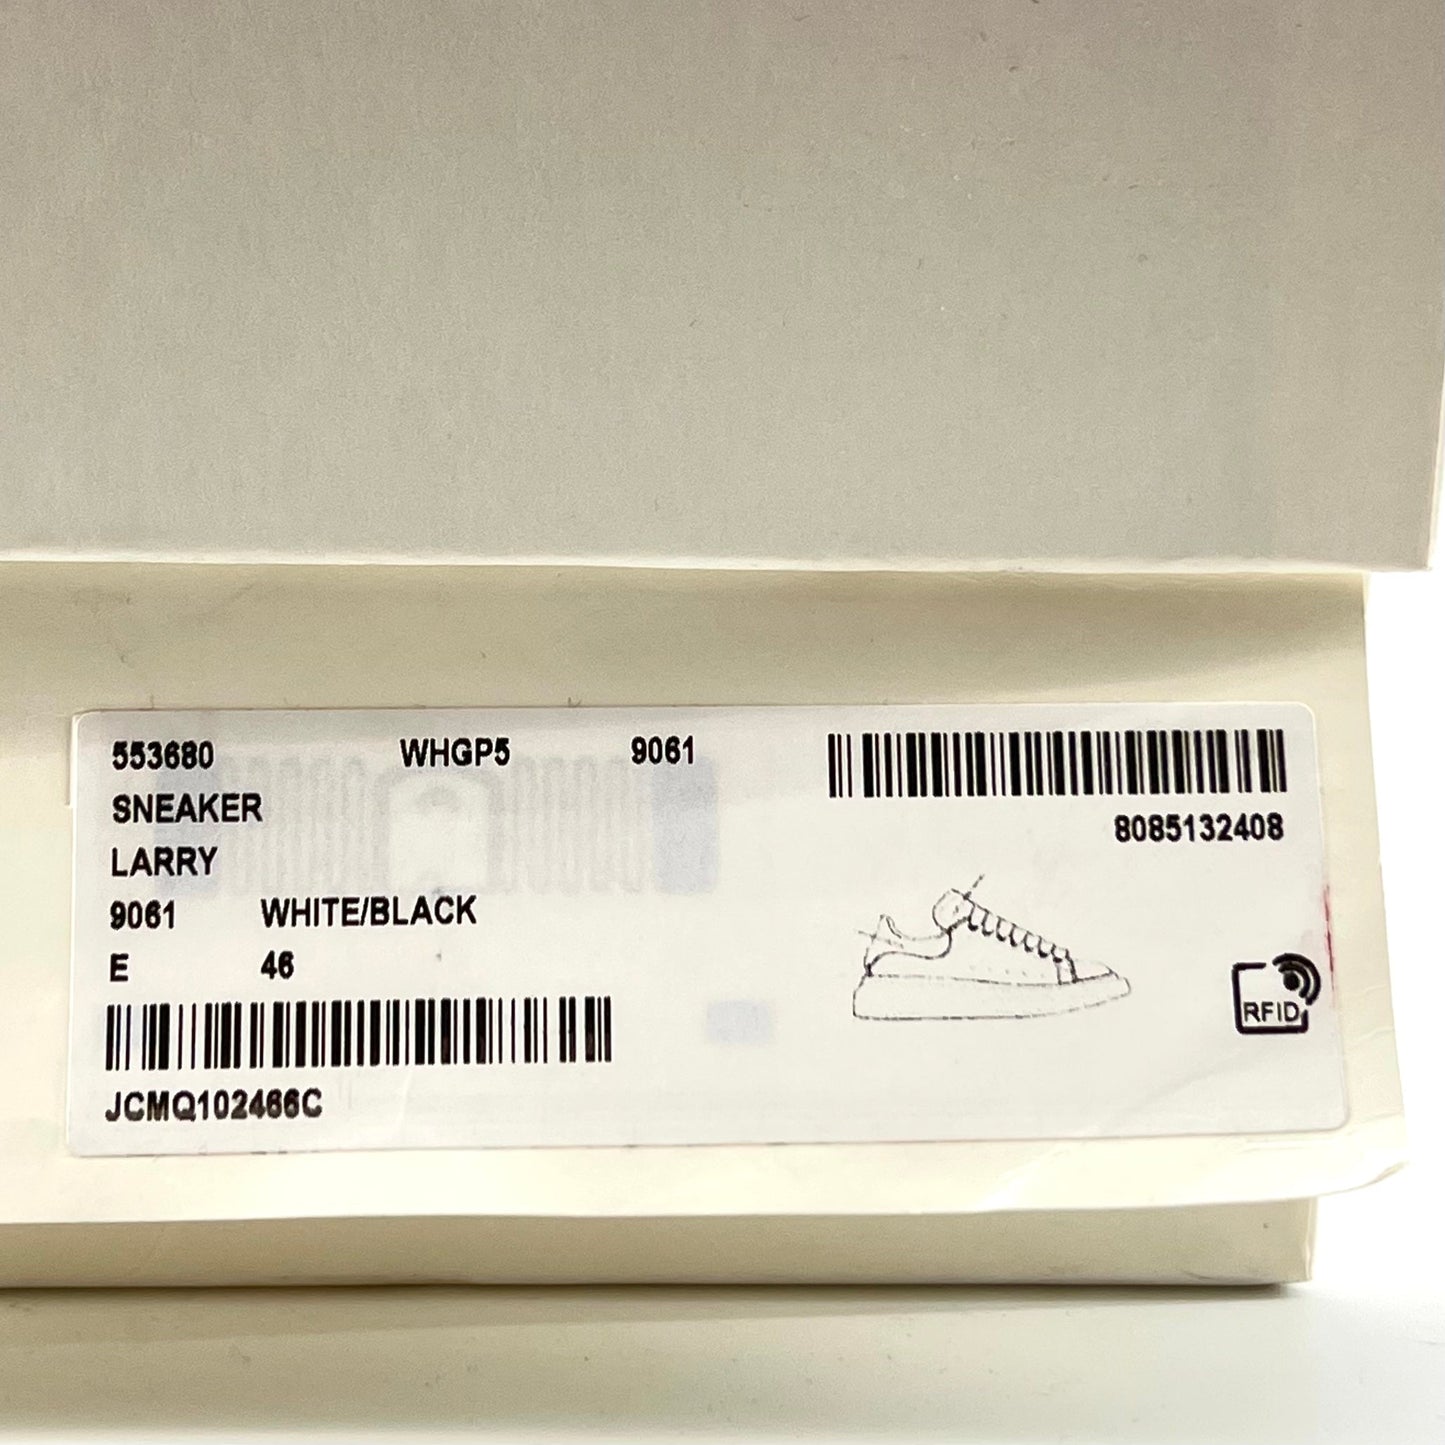 553680 WHGP5 9061
SNEAKER
LARRY
9061 WHITE/BLACK
E 46
JCMQ102466C
8085132408
RFID